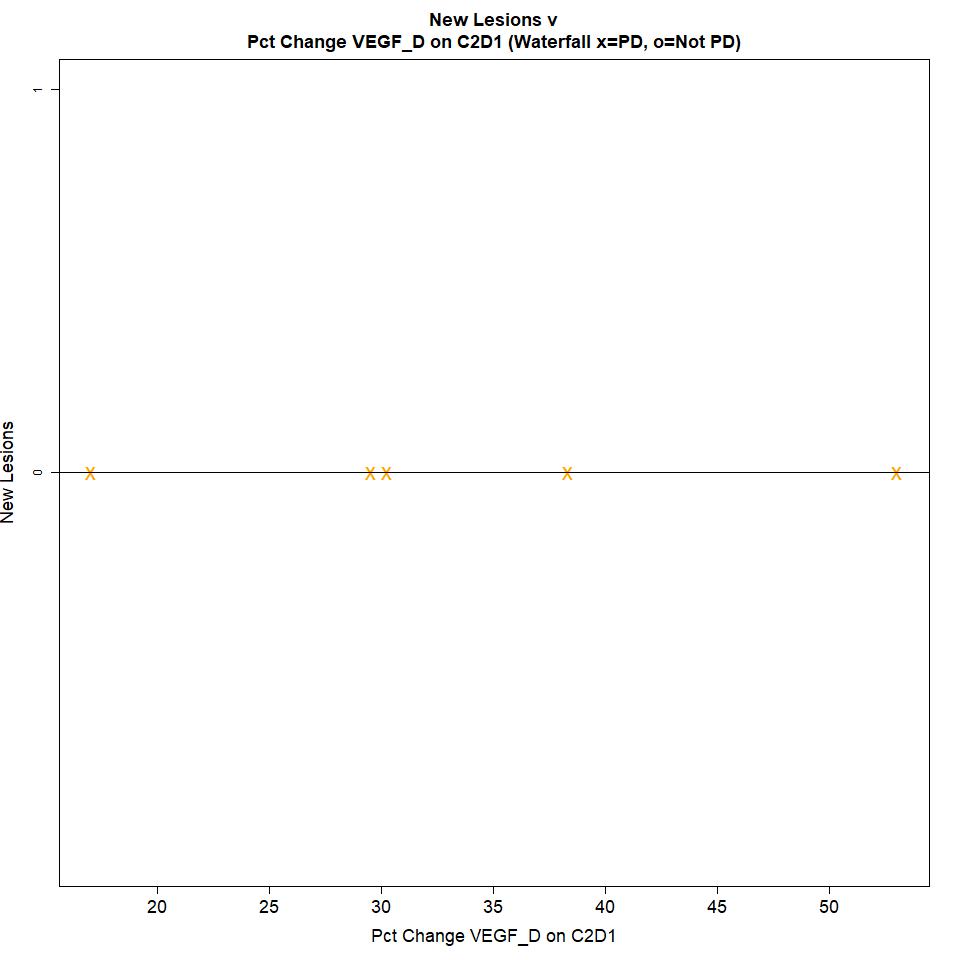 New Lesions v
Pct Change VEGF_D on C2D1 (Waterfall x=PD, o=Not PD)
1
New Lesions
0
X X X X X
20 25 30 35 40 45 50
Pct Change VEGF_D on C2D1